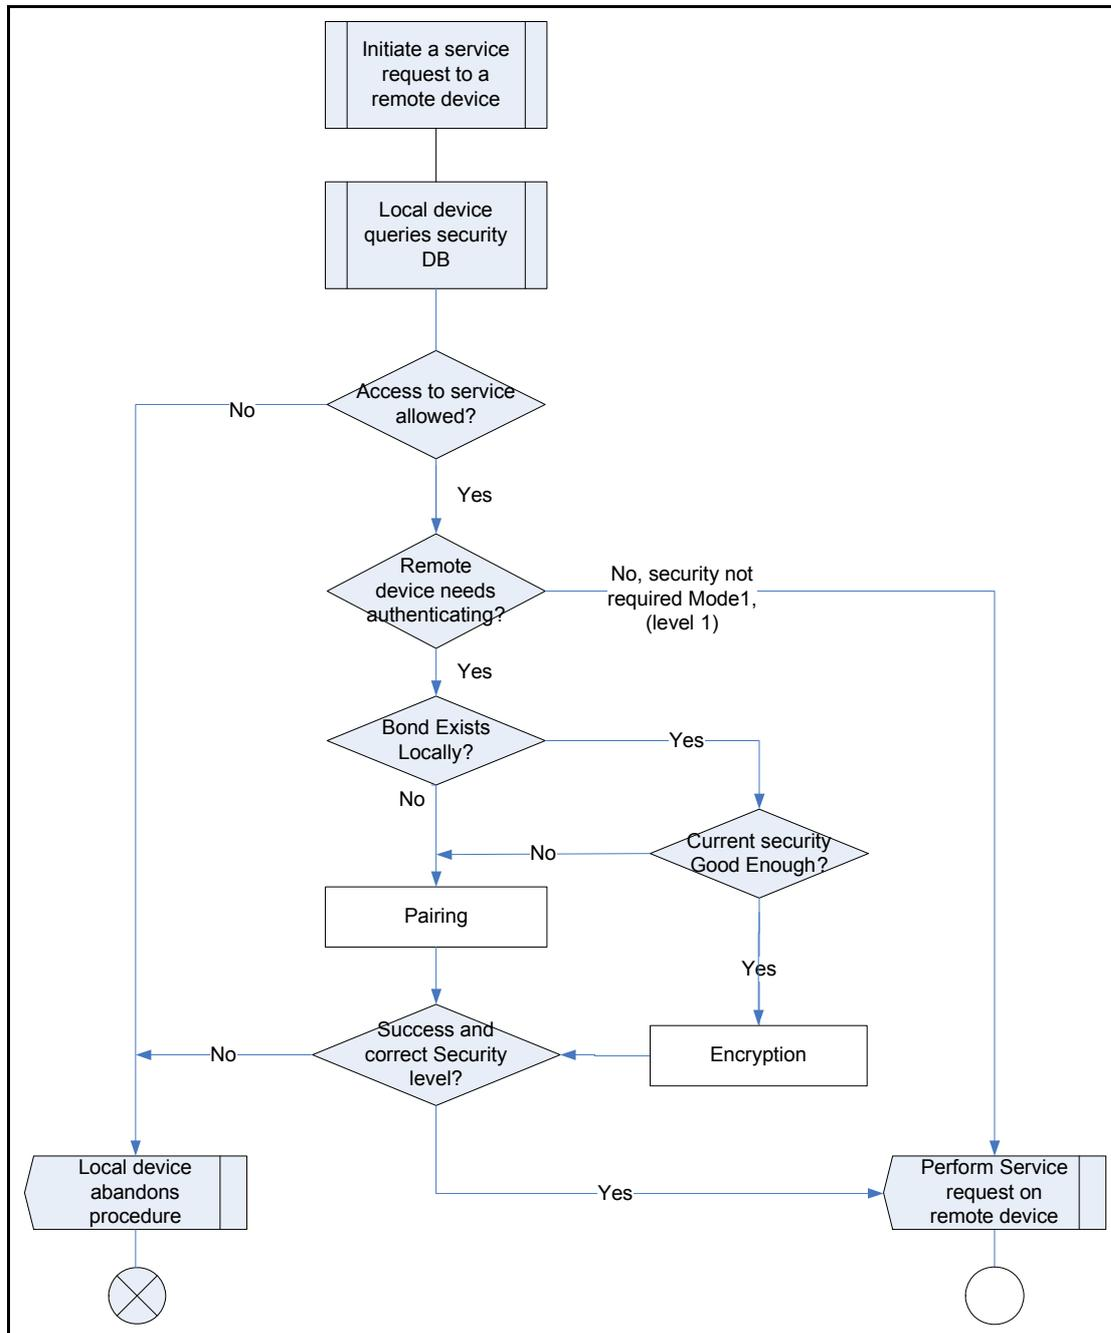 Initiate a service
request to a
remote device
Local device
queries security
DB
Access to service
allowed?
No
Yes
Remote
device needs
authenticating?
No, security not
required Mode1,
(level 1)
Yes
Bond Exists
Locally?
Yes
No
Current security
Good Enough?
No
Pairing
Yes
Success and
correct Security
level?
No
Encryption
Local device
abandons
procedure
Yes
Perform Service
request on
remote device